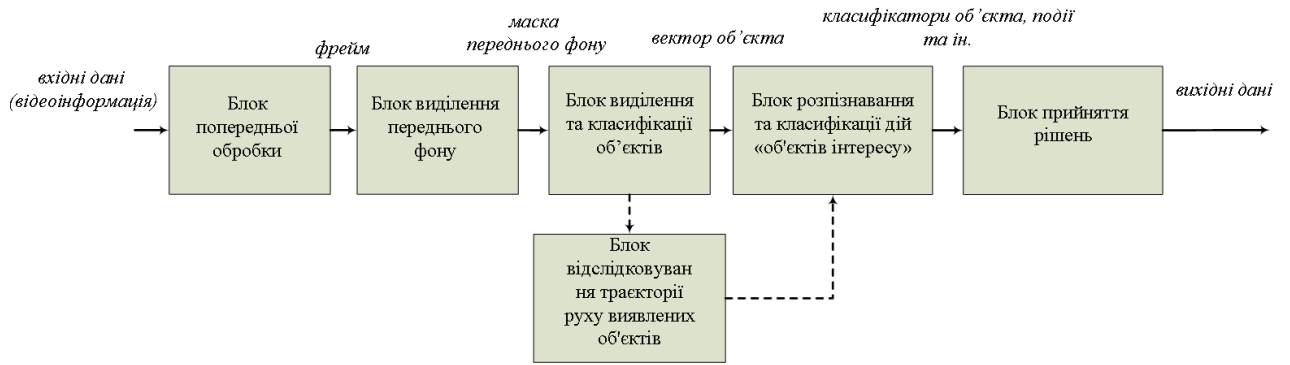 вхідні дані
(відеоінформація)
Блок
попередньої
обробки
фрейм
Блок виділення
переднього
фону
маска
переднього фону
Блок виділення
та класифікації
об’єктів
вектор об’єкта
Блок розпізнавання
та класифікації дій
«об'єктів інтересу»
класифікатори об’єкта, події
та ін.
Блок прийняття
рішень
вихідні дані
Блок
відслідковуван
ня траєкторії
руху виявлених
об'єктів